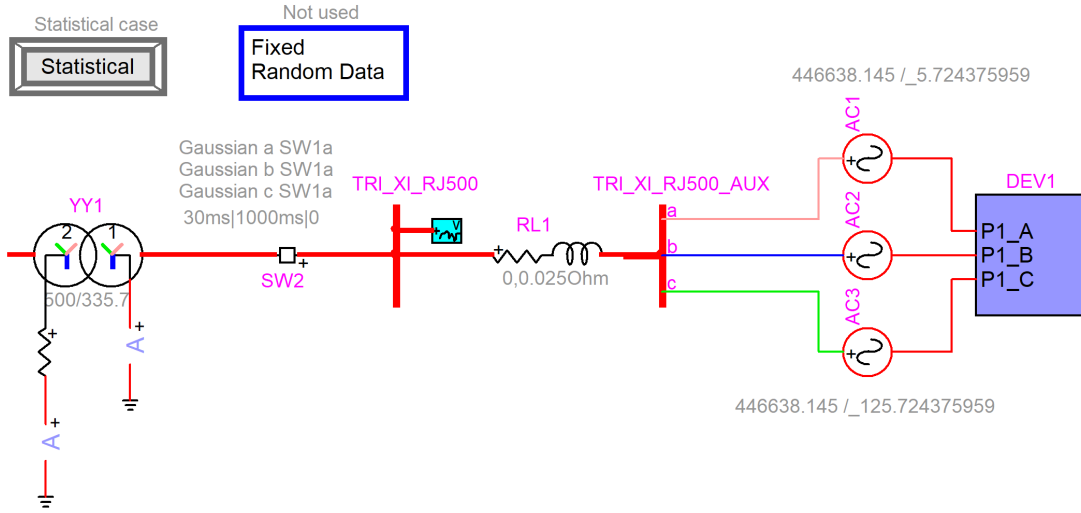 Statistical case
Statistical
Not used
Fixed
Random Data
446638.145 /_5.724375959
AC1
Gaussian a SW1a
Gaussian b SW1a
Gaussian c SW1a
30ms|1000ms|0
TRI_XI_RJ500
TRI_XI_RJ500_AUX
DEV1
YY1
2
1
V
RL1
a
b
c
AC2
P1_A
P1_B
P1_C
SW2
0,0.025Ohm
500/335.7
AC3
A
A
446638.145 /_125.724375959